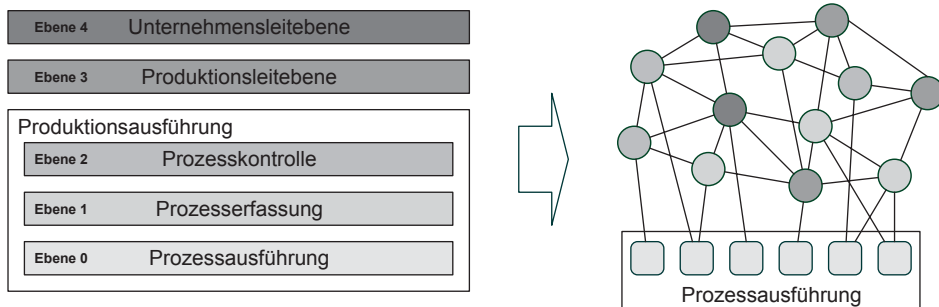 Ebene 4 Unternehmensleitebene
Ebene 3 Produktionsleitebene
Produktionsausführung
Ebene 2 Prozesskontrolle
Ebene 1 Prozesserfassung
Ebene 0 Prozessausführung
Prozessausführung